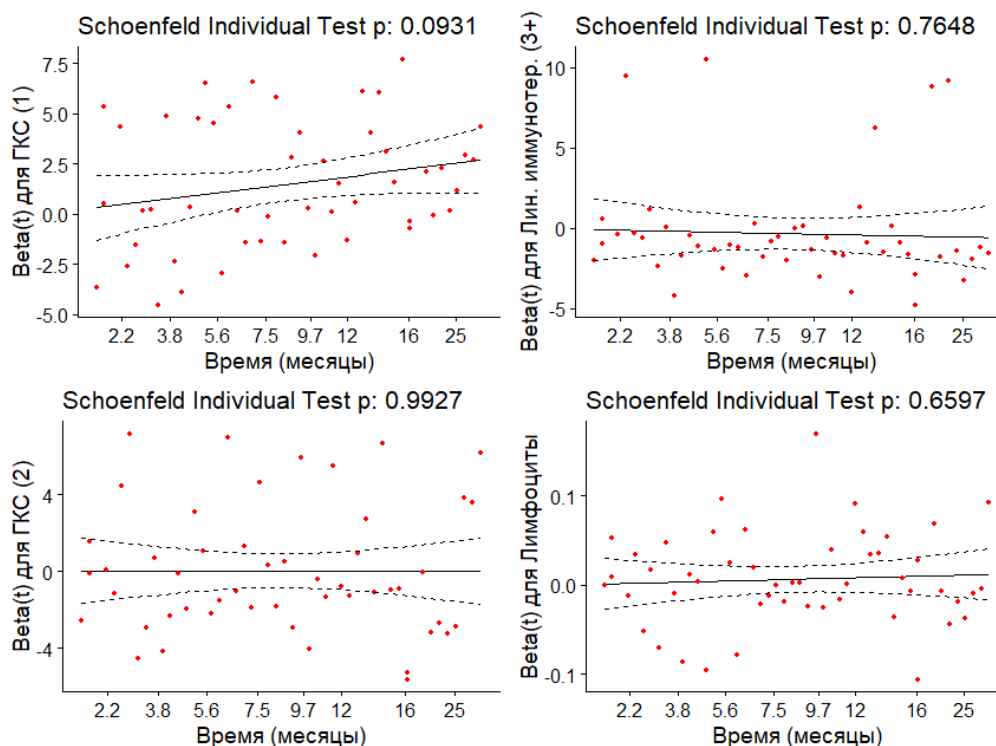 Schoenfeld Individual Test p: 0.0931
Beta(t) для ГКС (1)
7.5
5.0
2.5
0.0
-2.5
-5.0
2.2 3.8 5.6 7.5 9.7 12 16 25
Время (месяцы)
Schoenfeld Individual Test p: 0.7648
Beta(t) для Лин. иммунотер. (3+)
10
5
0
-5
2.2 3.8 5.6 7.5 9.7 12 16 25
Время (месяцы)
Schoenfeld Individual Test p: 0.9927
Beta(t) для ГКС (2)
4
0
-4
2.2 3.8 5.6 7.5 9.7 12 16 25
Время (месяцы)
Schoenfeld Individual Test p: 0.6597
Beta(t) для Лимфоциты
0.1
0.0
-0.1
2.2 3.8 5.6 7.5 9.7 12 16 25
Время (месяцы)